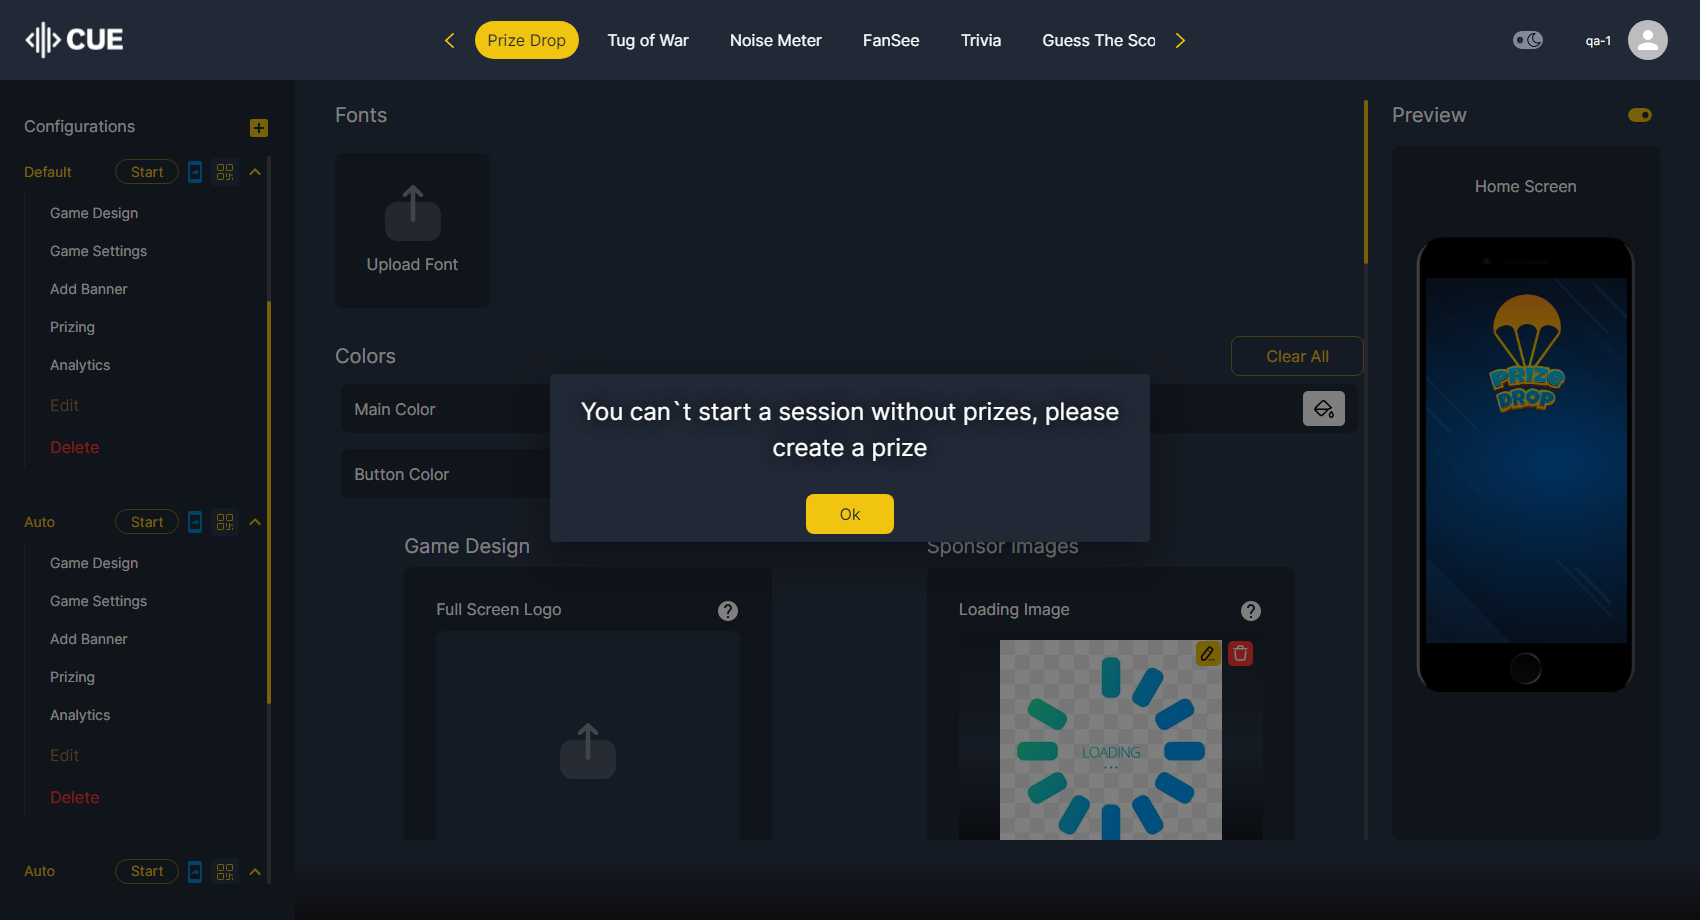 CUE
Prize Drop
Tug of War
Noise Meter
FanSee
Trivia
Guess The Sco
qa-1
Configurations
Default
Start
Game Design
Game Settings
Add Banner
Prizing
Analytics
Edit
Delete
Auto
Start
Game Design
Game Settings
Add Banner
Prizing
Analytics
Edit
Delete
Auto
Start
Fonts
Upload Font
Colors
Clear All
Main Color
Button Color
You can`t start a session without prizes, please
create a prize
Ok
Game Design
Full Screen Logo
?
Sponsor Images
Loading Image
?
LOADING
...
Preview
Home Screen
PRIZE
DROP